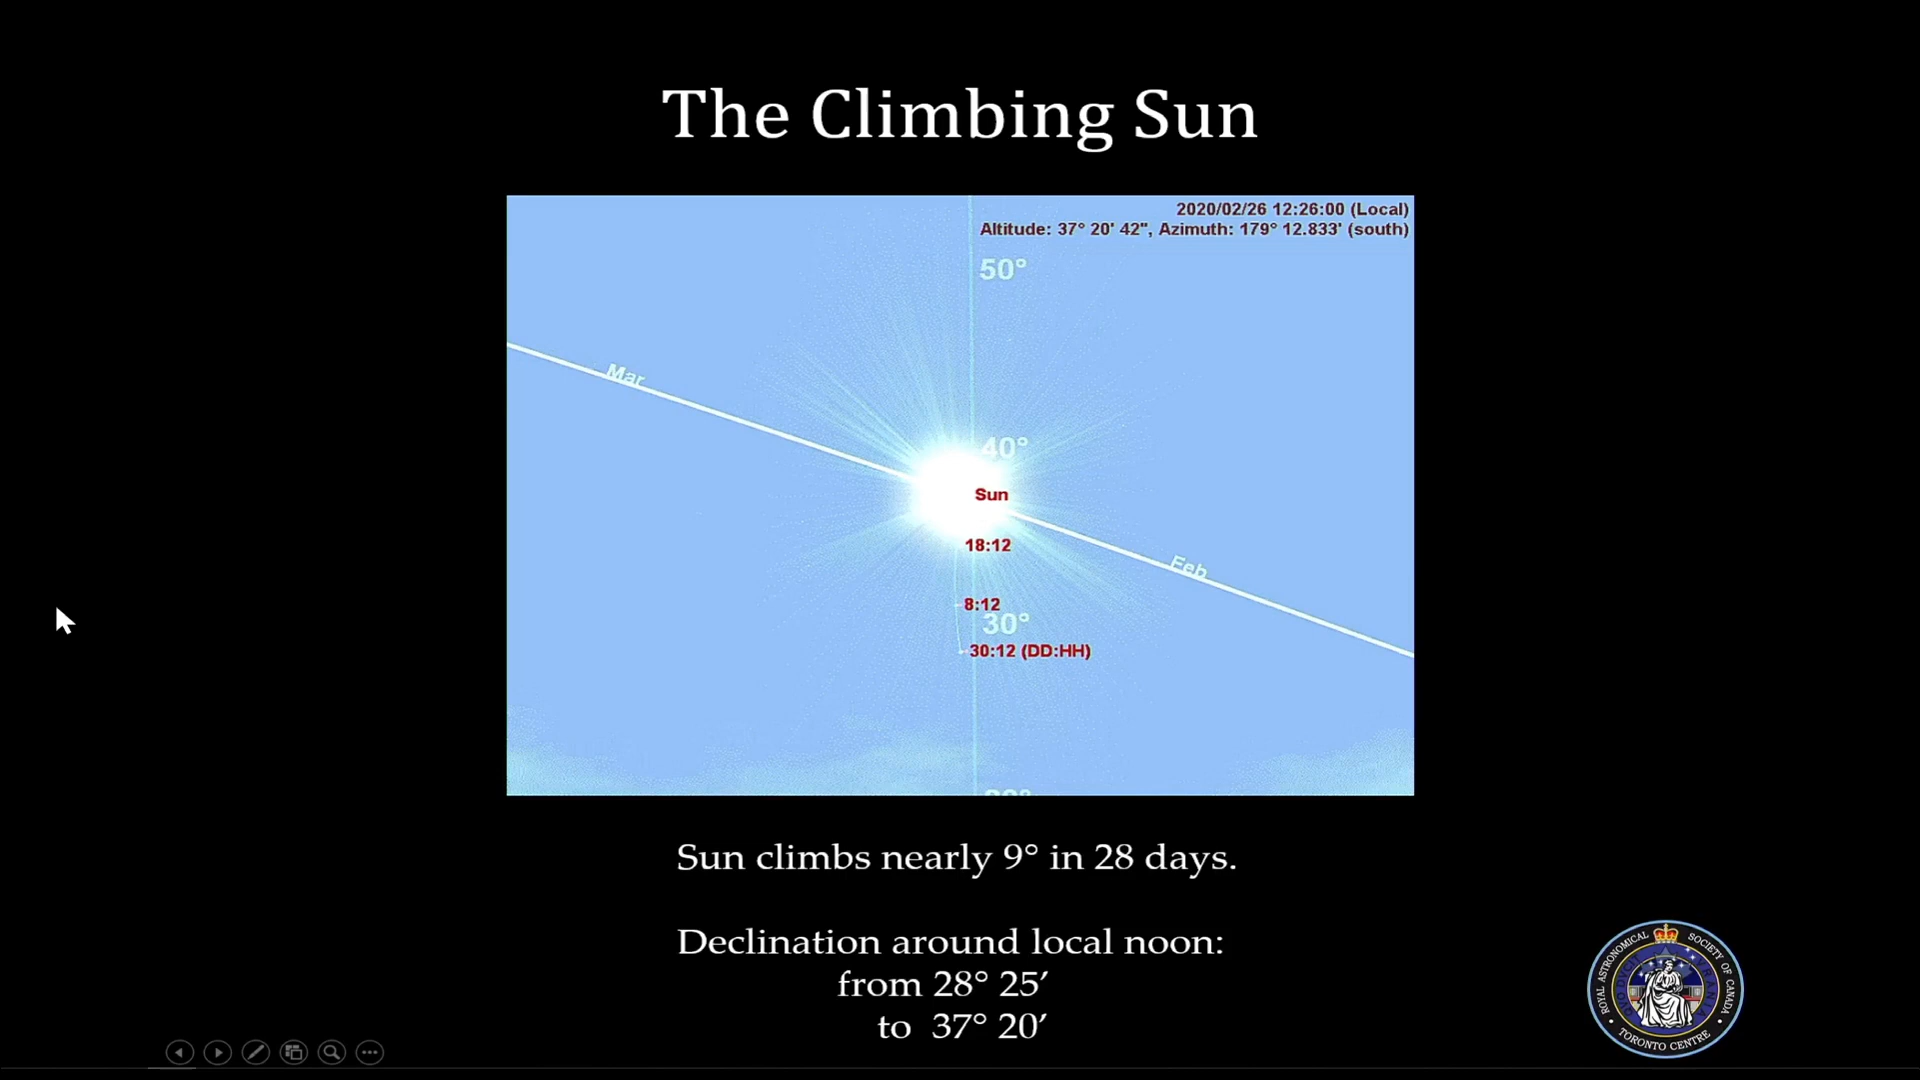 The Climbing Sun
2020/02/26 12:26:00 (Local)
Altitude: 37° 20' 42", Azimuth: 179° 12.833' (south)
50°
Mar
40°
Sun
18:12
Feb
8:12
30°
30:12 (DD:HH)
Sun climbs nearly 9° in 28 days.
Declination around local noon:
from 28° 25′
to 37° 20′
ROYAL ASTRONOMICAL SOCIETY OF CANADA
TORONTO CENTRE